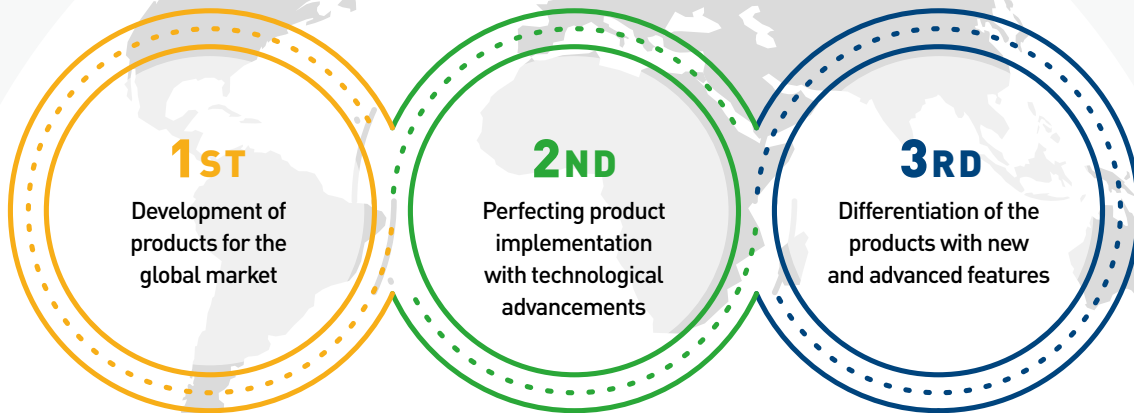 1ST
Development of
products for the
global market
2ND
Perfecting product
implementation
with technological
advancements
3RD
Differentiation of the
products with new
and advanced features